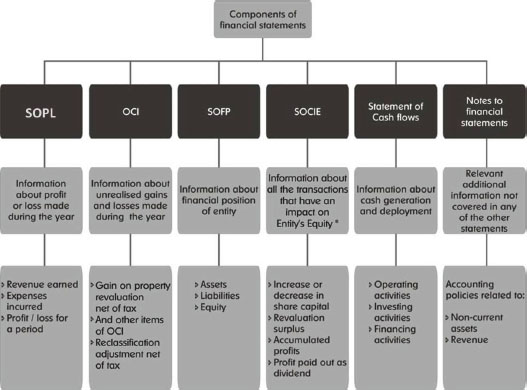 Components of
financial statements
SOPL
OCI
SOFP
SOCIE
Statement of
Cash flows
Notes to
financial
statements
Information
about profit
or loss made
during the year
Information about
unrealised gains
and losses made
during the year
Information about
financial position
of entity
Information about
all the transactions
that have an
impact on
Entity's Equity *
Information about
cash generation
and deployment
Relevant
additional
information not
covered in any
of the other
statements
Revenue earned
Expenses
incurred
Profit / loss for
a period
Gain on property
revaluation
net of tax
And other items
of OCI
Reclassification
adjustment net
of tax
Assets
Liabilities
Equity
Increase or
decrease in
share capital
Revaluation
surplus
Accumulated
profits
Profit paid out as
dividend
Operating
activities
Investing
activities
Financing
activities
Accounting
policies related to:
Non-current
assets
Revenue